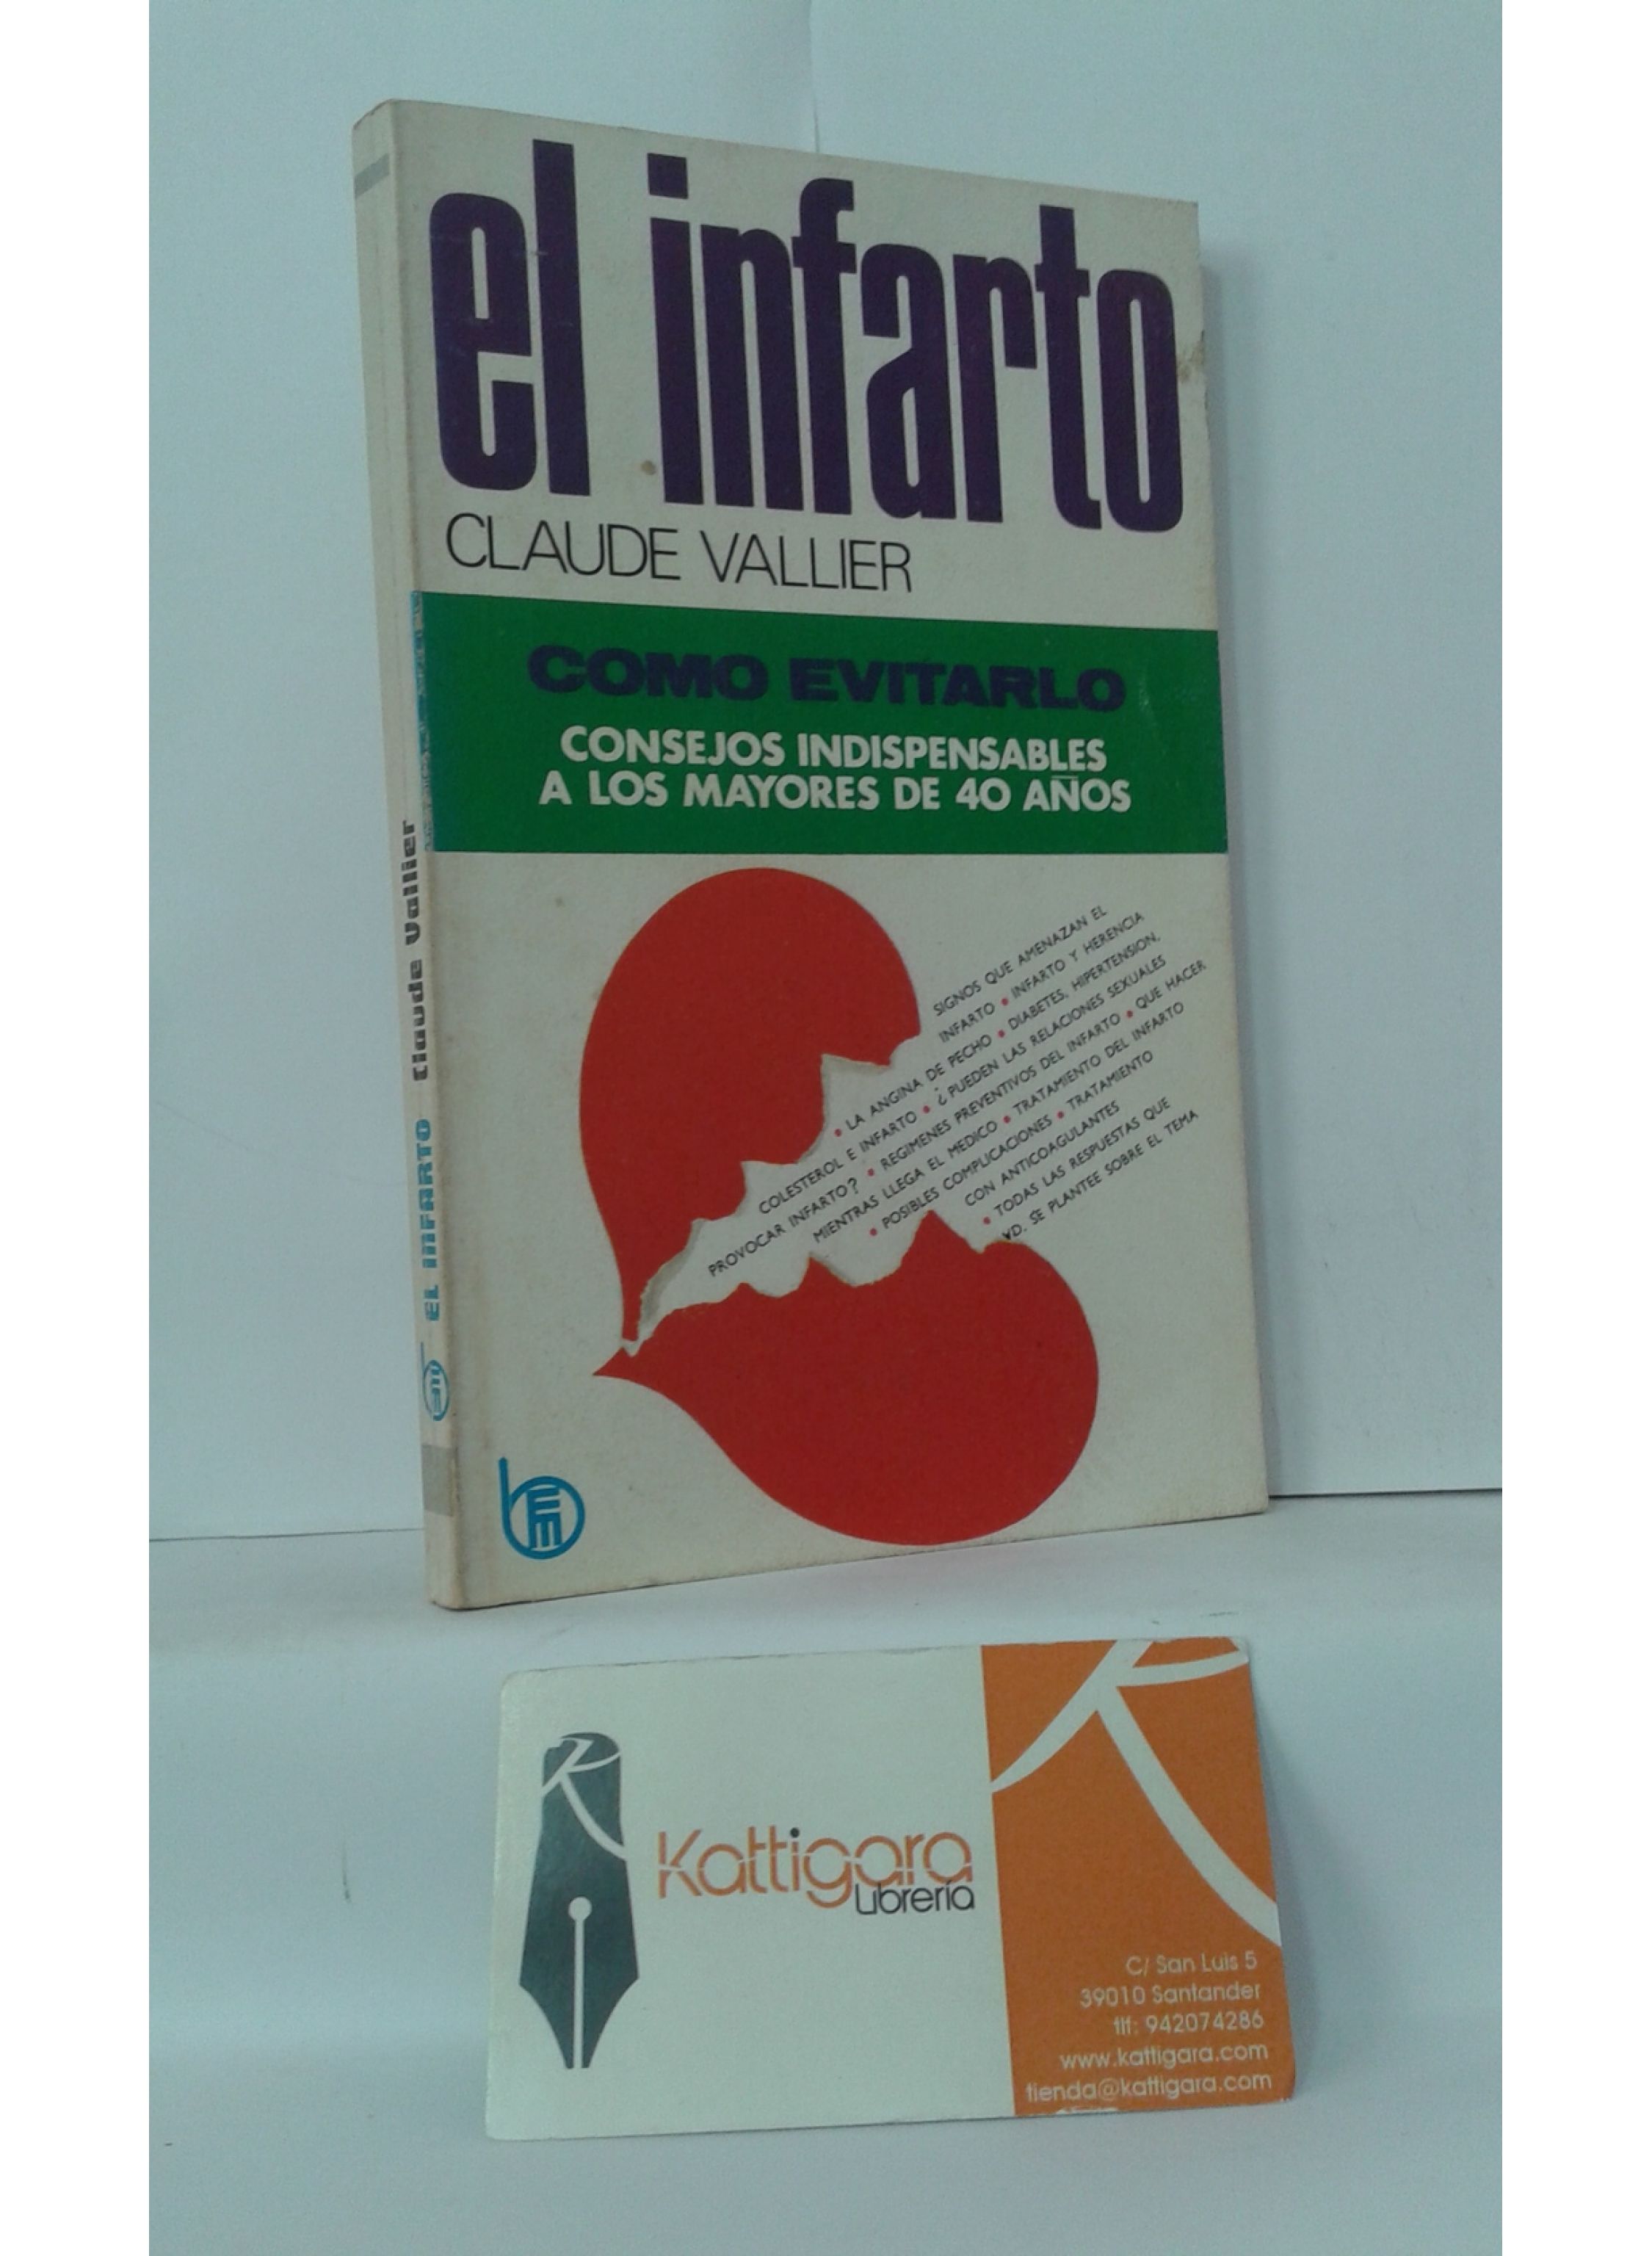 el infarto
CLAUDE VALLIER
COMO EVITARLO
CONSEJOS INDISPENSABLES
A LOS MAYORES DE 40 AÑOS
SIGNOS QUE AMENAZAN EL
INFARTO • INFARTO Y HERENCIA
• LA ANGINA DE PECHO • DIABETES, HIPERTENSION,
COLESTEROL E INFARTO • ¿PUEDEN LAS RELACIONES SEXUALES
PROVOCAR INFARTO? • REGIMENES PREVENTIVOS DEL INFARTO • QUE HACER
MIENTRAS LLEGA EL MEDICO • TRATAMIENTO DEL INFARTO
• POSIBLES COMPLICACIONES • TRATAMIENTO
CON ANTICOAGULANTES
• TODAS LAS RESPUESTAS QUE
VD. SE PLANTEE SOBRE EL TEMA
EL INFARTO Claude Vallier
Kattigara
Librería
C/ San Luis 5
39010 Santander
tlf: 942074286
www.kattigara.com
tienda@kattigara.com